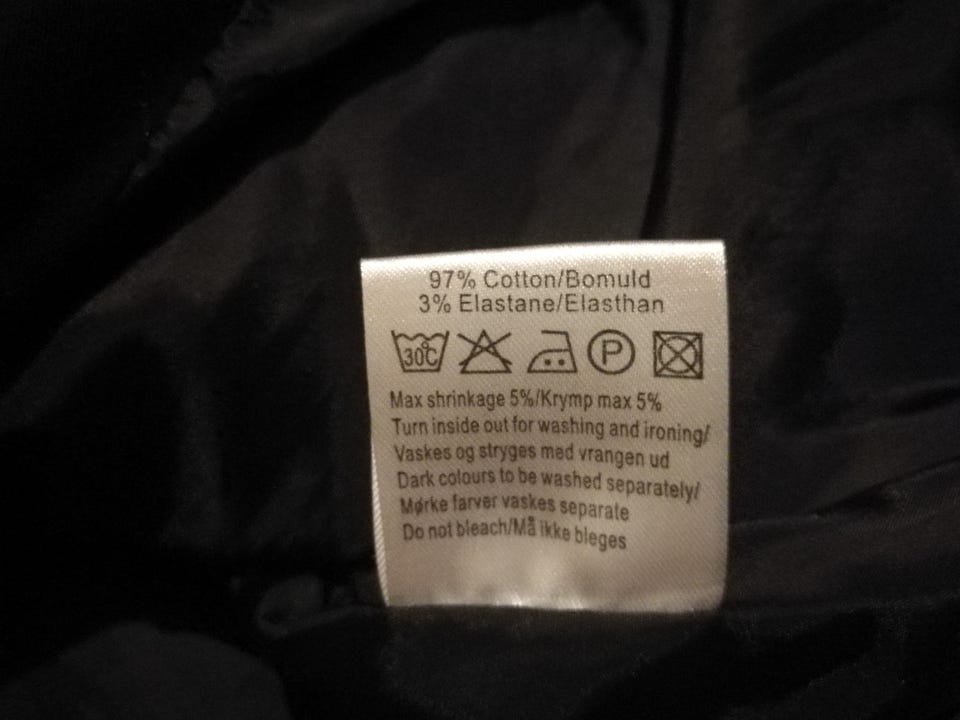 97% Cotton/Bomuld
3% Elastane/Elasthan
30°C P
Max shrinkage 5%/Krymp max 5%
Turn inside out for washing and ironing/
Vaskes og stryges med vrangen ud
Dark colours to be washed separately/
Mørke farver vaskes separate
Do not bleach/Må ikke bleges